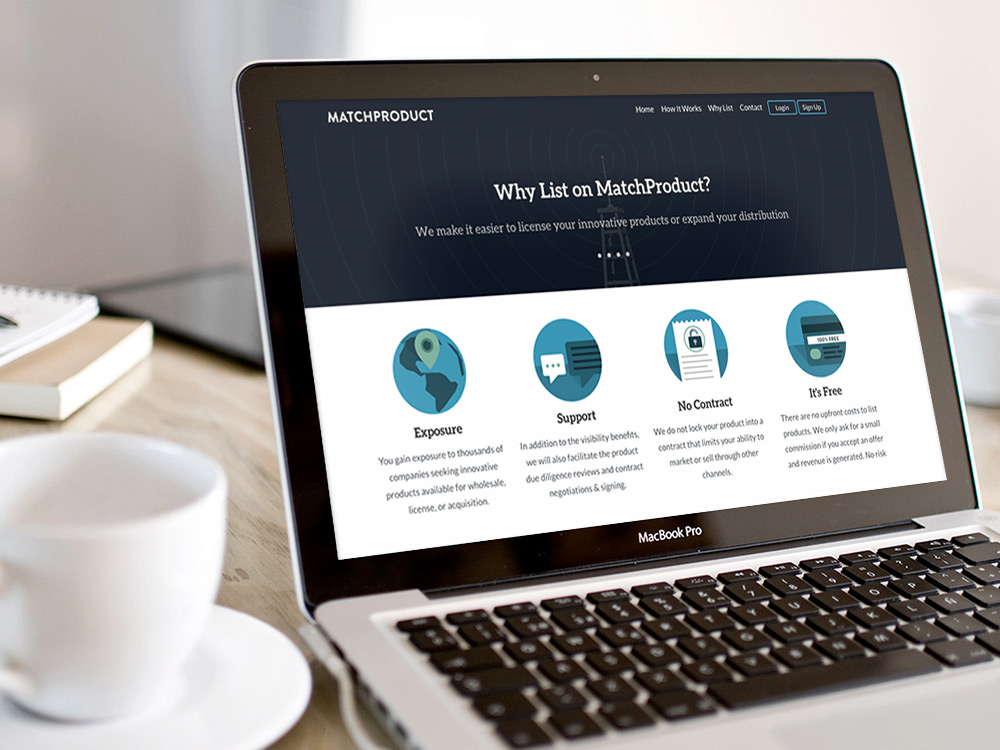 MATCHPRODUCT
Home How it Works Why List Contact Login Sign Up
Why List on MatchProduct?
We make it easier to license your innovative products or expand your distribution
100% FREE
Exposure
You gain exposure to thousands of
companies seeking innovative
products available for wholesale,
license, or acquisition.
Support
In addition to the visibility benefits,
we will also facilitate the product
due diligence reviews and contract
negotiations & signing.
No Contract
We do not lock your product into a
contract that limits your ability to
market or sell through other
channels.
It's Free
There are no upfront costs to list
products. We only ask for a small
commission if you accept an offer
and revenue is generated. No risk
MacBook Pro